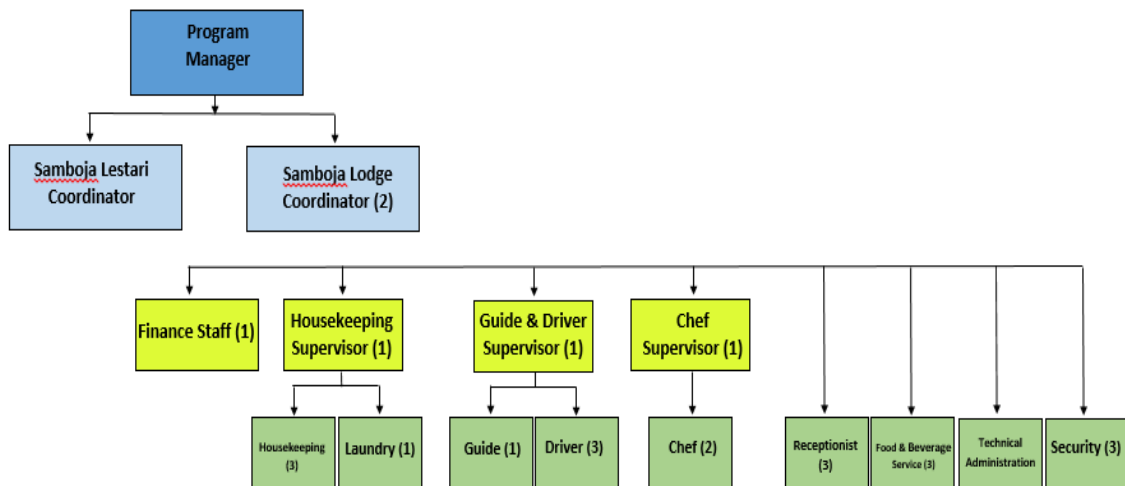 Program
Manager
Samboja Lestari
Coordinator
Samboja Lodge
Coordinator (2)
Finance Staff (1)
Housekeeping
Supervisor (1)
Guide & Driver
Supervisor (1)
Chef
Supervisor (1)
Housekeeping
(3)
Laundry (1)
Guide (1)
Driver (3)
Chef (2)
Receptionist
(3)
Food & Beverage
Service (3)
Technical
Administration
Security (3)